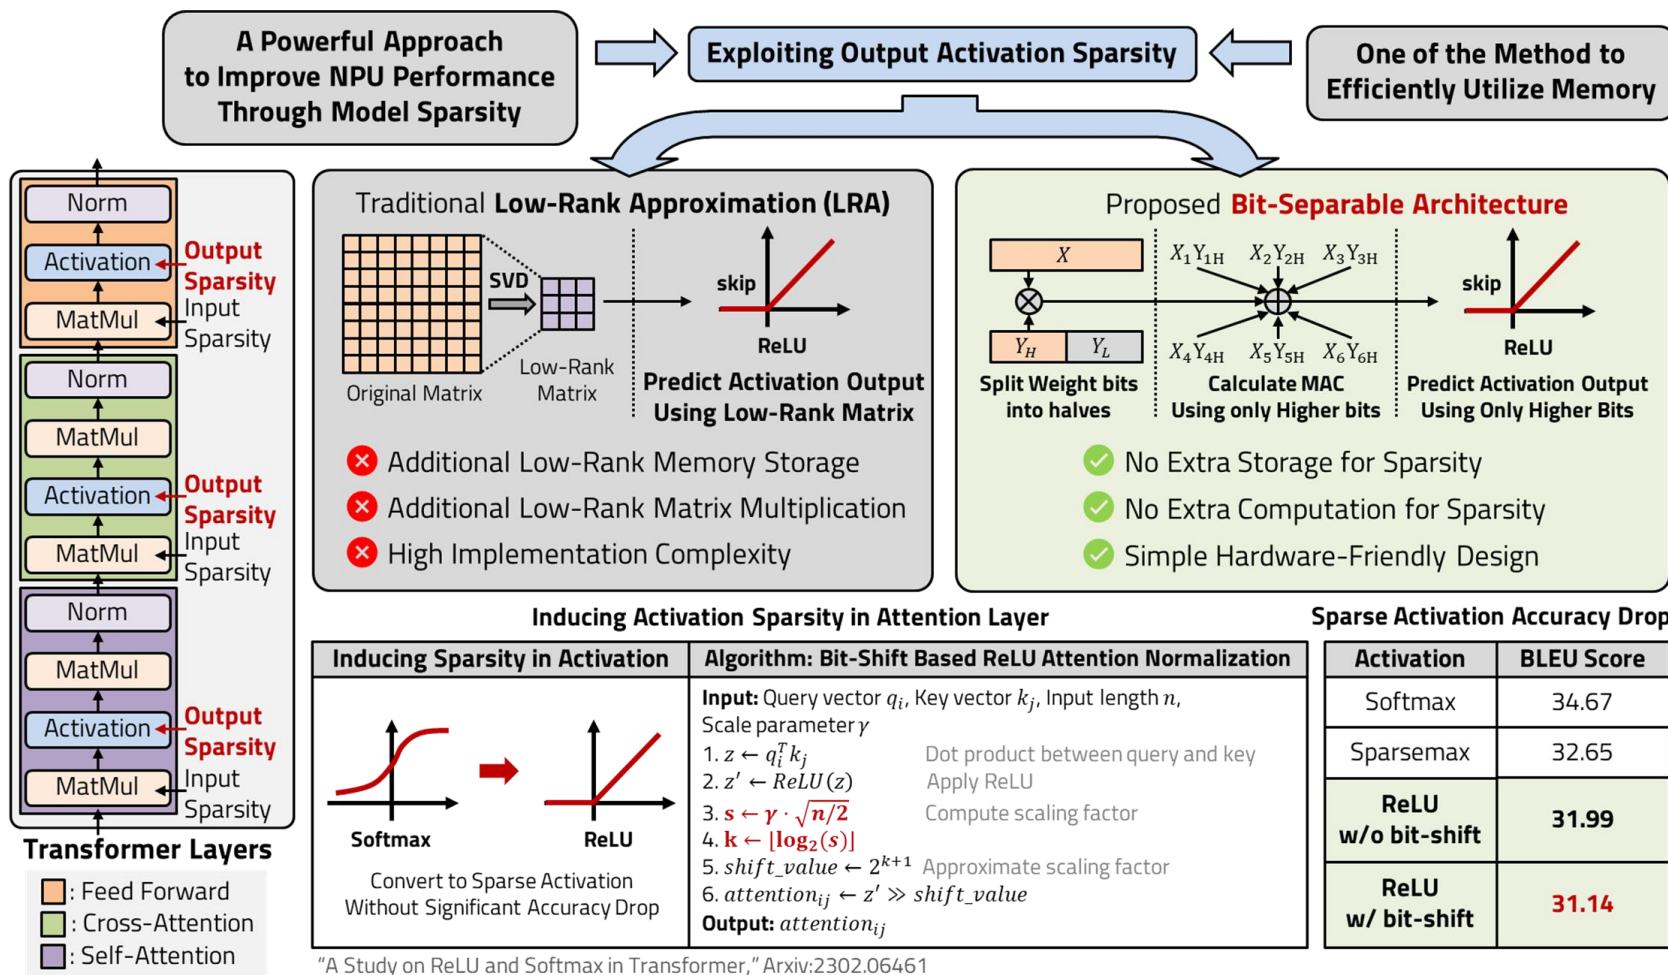 A Powerful Approach
to Improve NPU Performance
Through Model Sparsity
Exploiting Output Activation Sparsity
One of the Method to
Efficiently Utilize Memory
Norm
Activation
MatMul
Output
Sparsity
Input
Sparsity
Norm
MatMul
Activation
MatMul
Output
Sparsity
Input
Sparsity
Norm
MatMul
Activation
MatMul
Output
Sparsity
Input
Sparsity
Transformer Layers
: Feed Forward
: Cross-Attention
: Self-Attention
Traditional Low-Rank Approximation (LRA)
SVD
Original Matrix
Low-Rank
Matrix
skip
ReLU
Predict Activation Output
Using Low-Rank Matrix
Additional Low-Rank Memory Storage
Additional Low-Rank Matrix Multiplication
High Implementation Complexity
Proposed Bit-Separable Architecture
X
Y_H Y_L
Split Weight bits
into halves
X₁Y₁H X₂Y₂H X₃Y₃H
X₄Y₄H X₅Y₅H X₆Y₆H
Calculate MAC
Using only Higher bits
skip
ReLU
Predict Activation Output
Using Only Higher Bits
No Extra Storage for Sparsity
No Extra Computation for Sparsity
Simple Hardware-Friendly Design
Inducing Activation Sparsity in Attention Layer
Inducing Sparsity in Activation
Softmax
ReLU
Convert to Sparse Activation
Without Significant Accuracy Drop
Algorithm: Bit-Shift Based ReLU Attention Normalization
Input: Query vector qᵢ, Key vector kⱼ, Input length n,
Scale parameter γ
1. z ← qᵢᵀkⱼ Dot product between query and key
2. z′ ← ReLU(z) Apply ReLU
3. s ← γ · √(n/2) Compute scaling factor
4. k ← ⌊log₂(s)⌋
5. shift_value ← 2ᵏ⁺¹ Approximate scaling factor
6. attentionᵢⱼ ← z′ ≫ shift_value
Output: attentionᵢⱼ
Sparse Activation Accuracy Drop
Activation BLEU Score
Softmax 34.67
Sparsemax 32.65
ReLU
w/o bit-shift 31.99
ReLU
w/ bit-shift 31.14
"A Study on ReLU and Softmax in Transformer," Arxiv:2302.06461